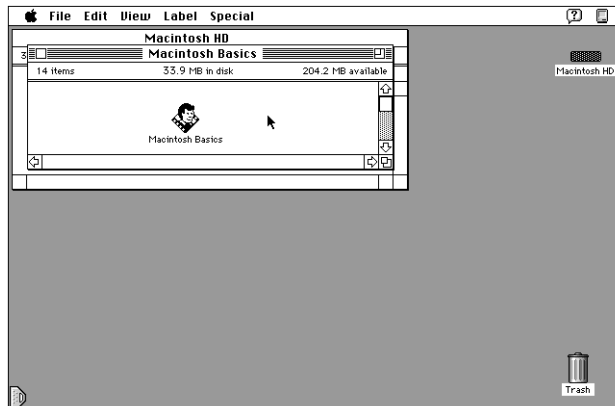 File Edit View Label Special
Macintosh HD
3
Macintosh Basics
14 items 33.9 MB in disk 204.2 MB available
Macintosh Basics
Macintosh HD
Trash